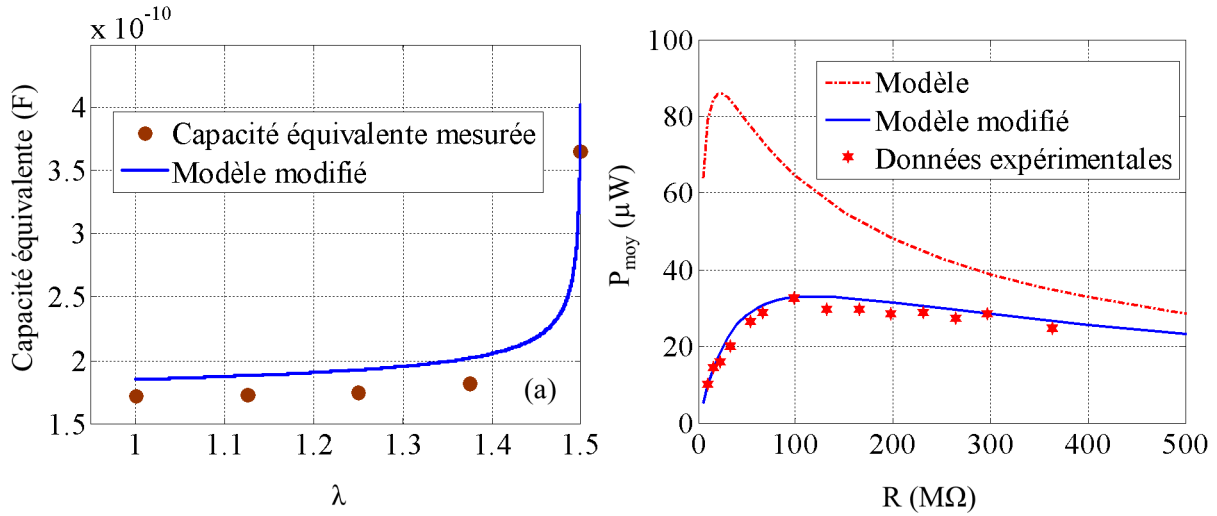 x 10⁻¹⁰
Capacité équivalente (F)
4
3.5
3
2.5
2
1.5
Capacité équivalente mesurée
Modèle modifié
(a)
1
1.1
1.2
1.3
1.4
1.5
λ
P_moy (µW)
100
80
60
40
20
0
Modèle
Modèle modifié
Données expérimentales
0
100
200
300
400
500
R (MΩ)